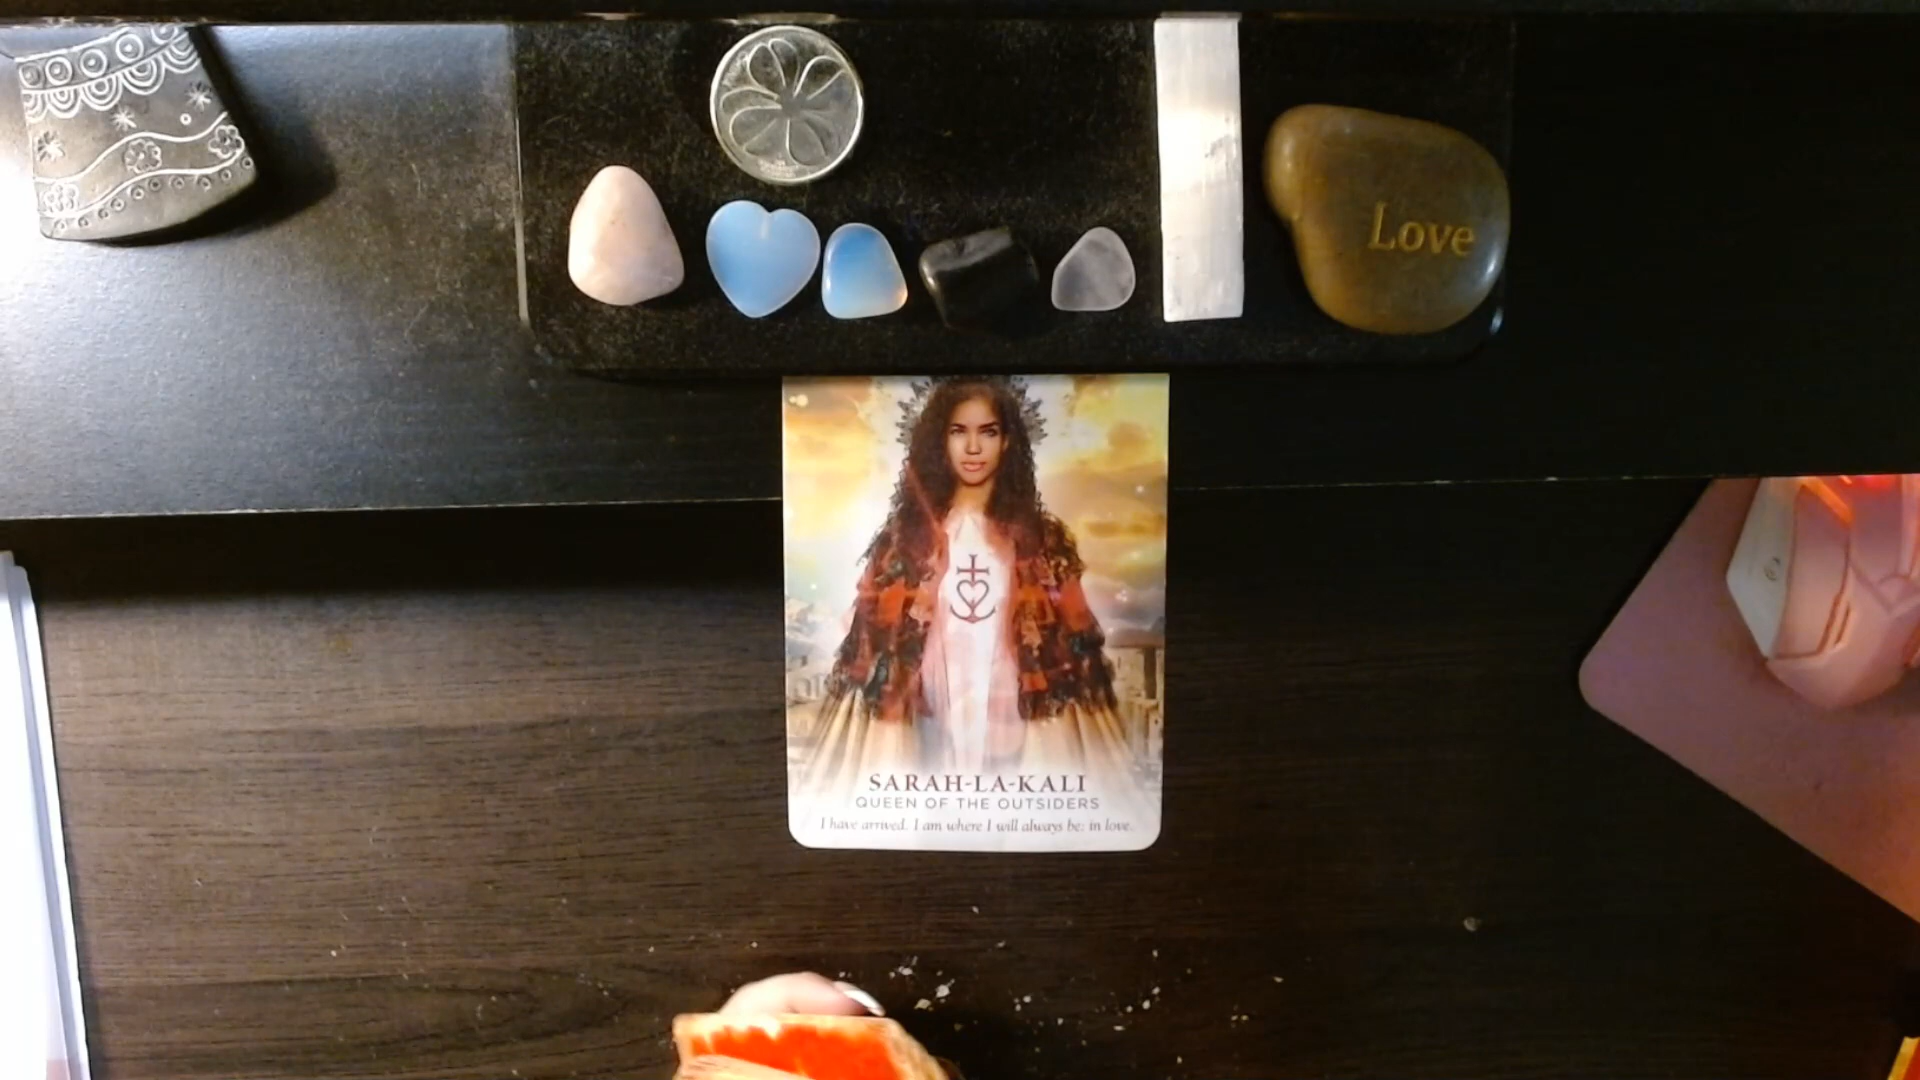 Love
SARAH-LA-KALI
QUEEN OF THE OUTSIDERS
I have arrived. I am where I will always be: in love.